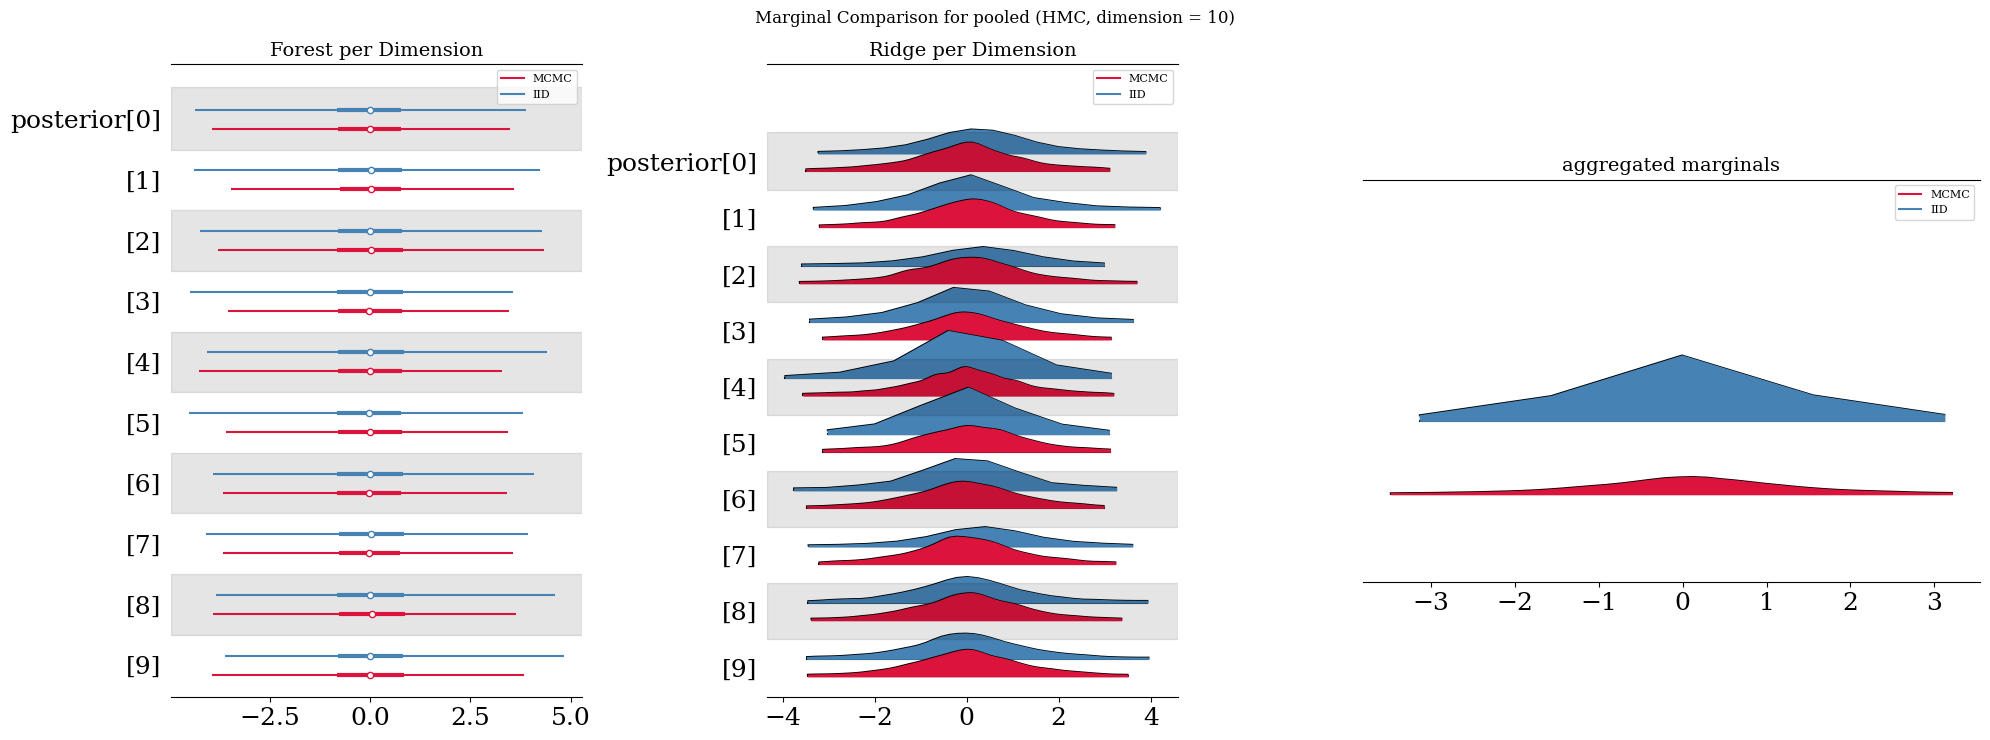 Marginal Comparison for pooled (HMC, dimension = 10)
Forest per Dimension
MCMC
IID
posterior[0]
[1]
[2]
[3]
[4]
[5]
[6]
[7]
[8]
[9]
−2.5 0.0 2.5 5.0
Ridge per Dimension
MCMC
IID
posterior[0]
[1]
[2]
[3]
[4]
[5]
[6]
[7]
[8]
[9]
−4 −2 0 2 4
aggregated marginals
MCMC
IID
−3 −2 −1 0 1 2 3